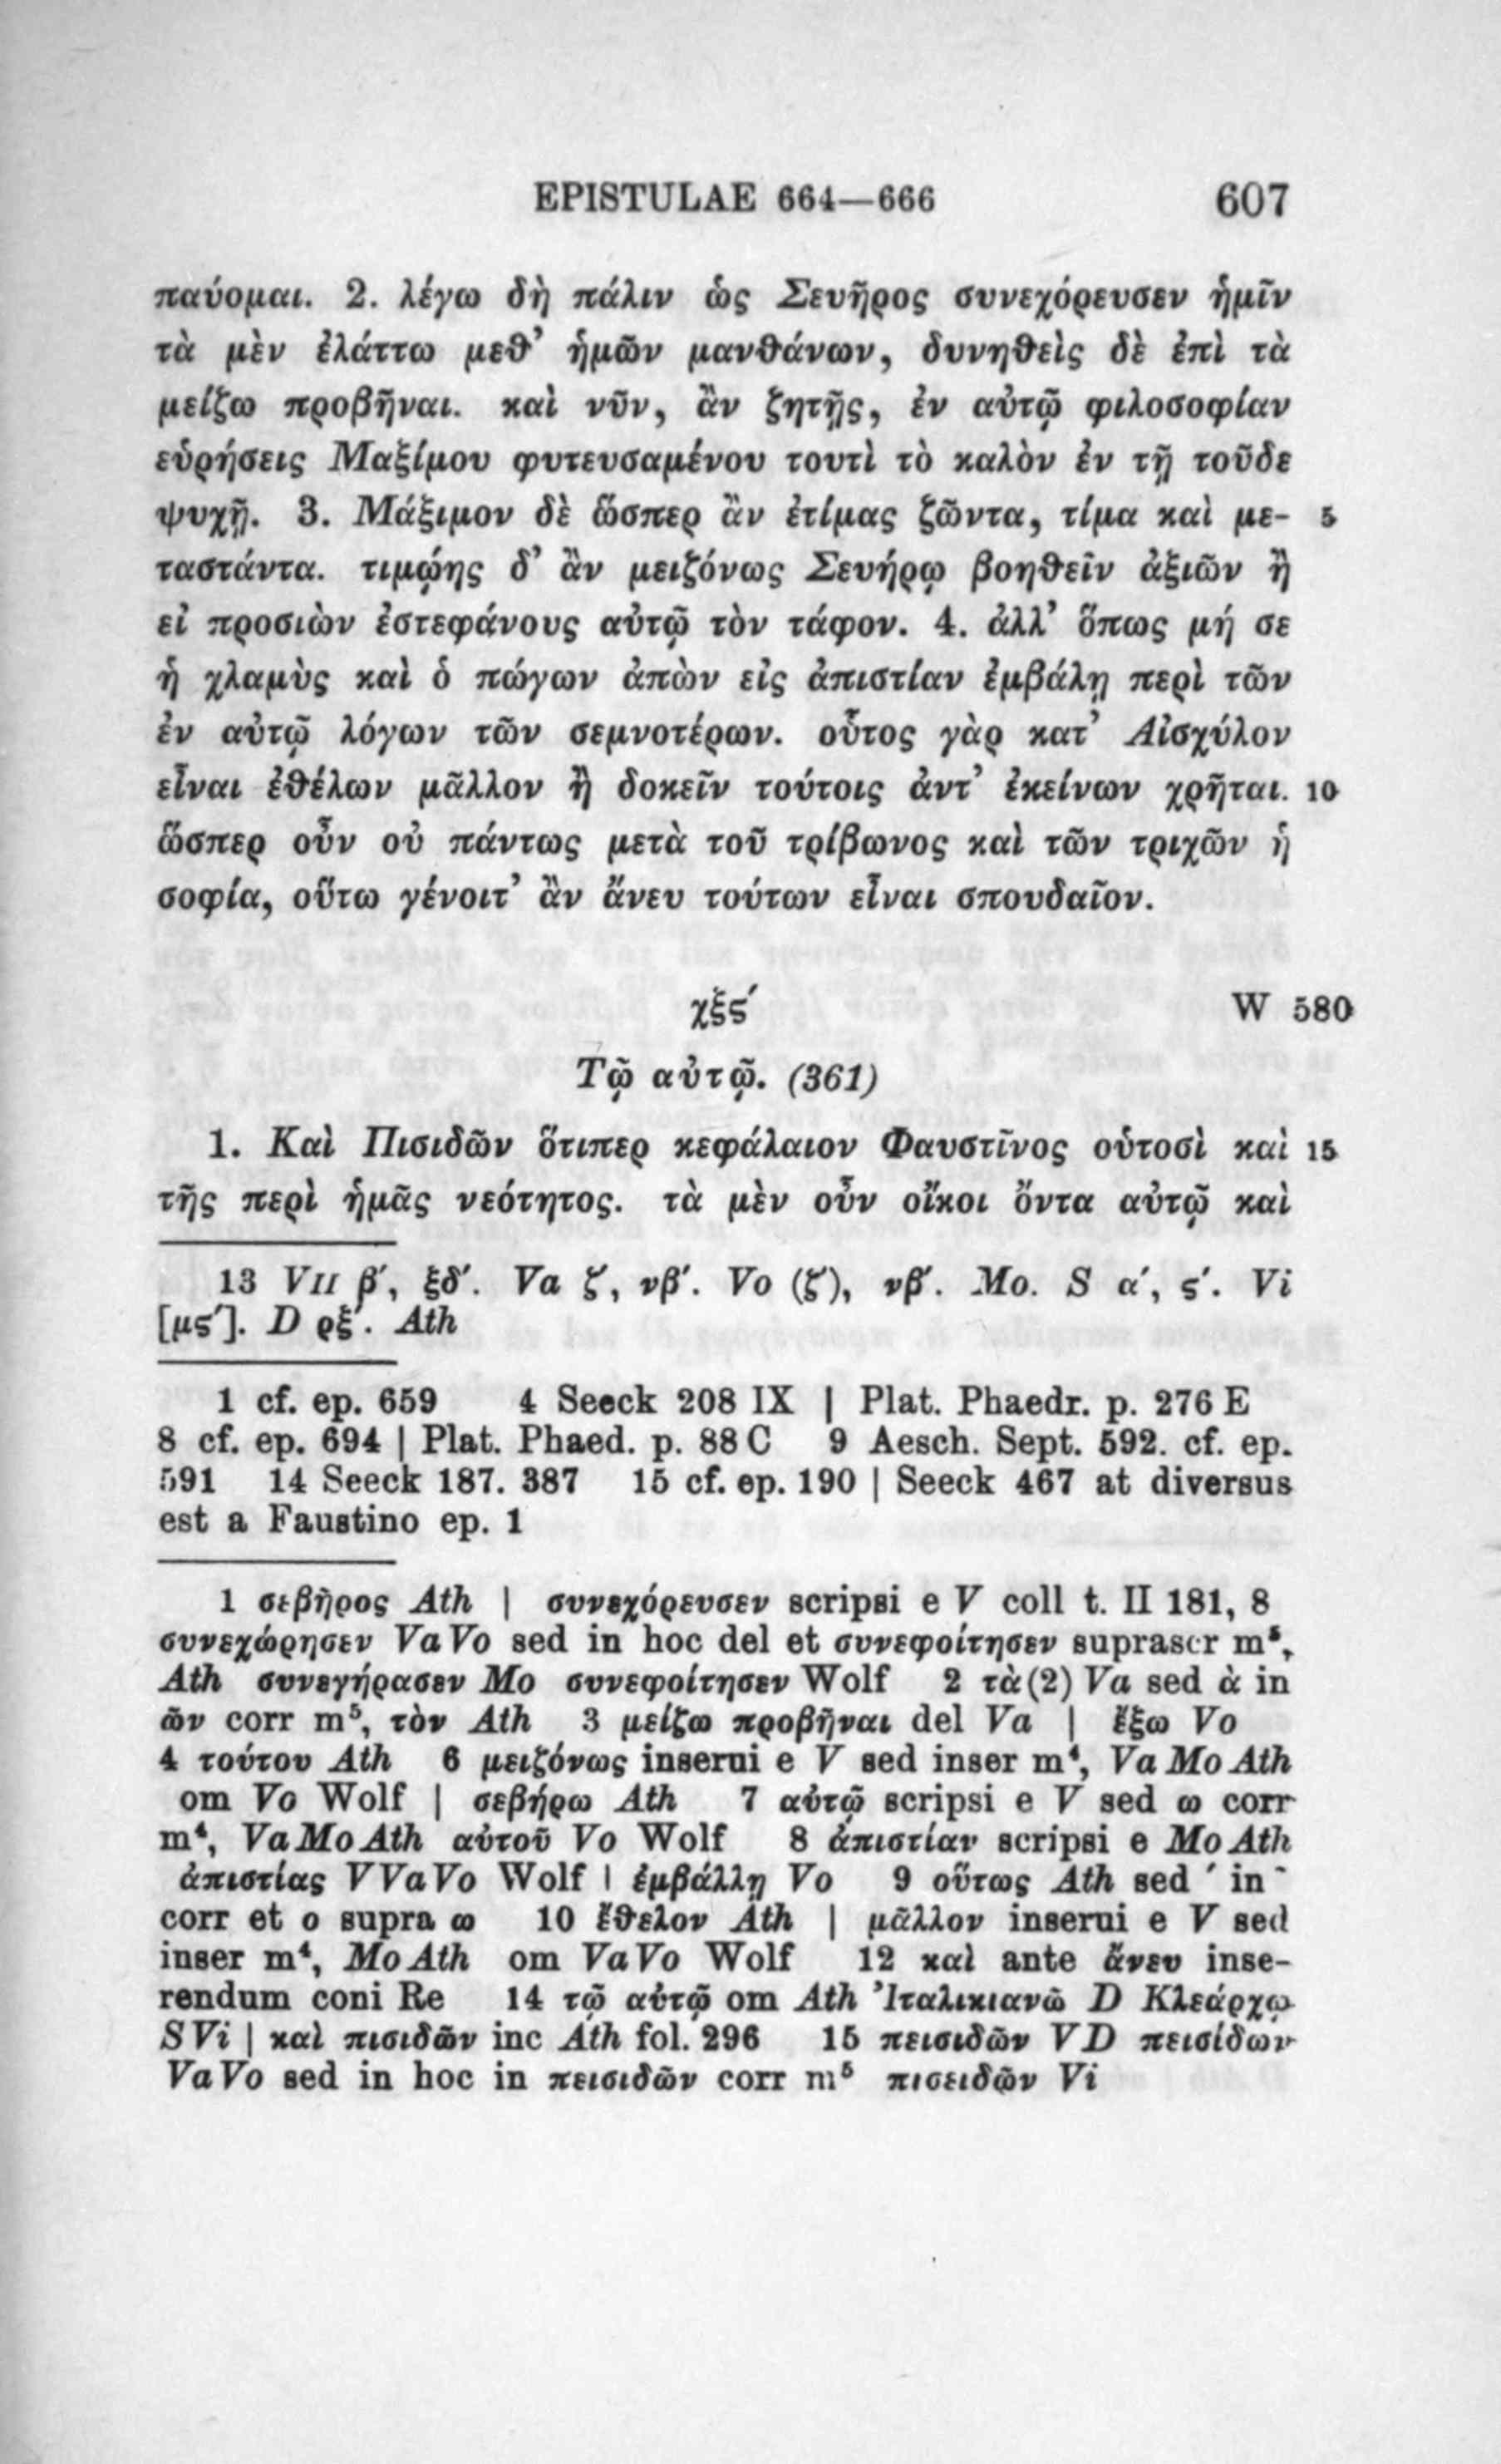 EPISTULAE 664—666 607
παύομαι. 2. λέγω δὴ πάλιν ὡς Σευῆρος συνεχόρευσεν ἡμῖν
τὰ μὲν ἐλάττω μεθ’ ἡμῶν μανθάνων, δυνηθεὶς δὲ ἐπὶ τὰ
μείζω προβῆναι. καὶ νῦν, ἂν ζητῇς, ἐν αὐτῷ φιλοσοφίαν
εὑρήσεις Μαξίμου φυτευσαμένου τουτὶ τὸ καλὸν ἐν τῇ τοῦδε
ψυχῇ. 3. Μάξιμον δὲ ὥσπερ ἂν ἐτίμας ζῶντα, τίμα καὶ με- 5
ταστάντα. τιμῴης δ’ ἂν μειζόνως Σευήρῳ βοηθεῖν ἀξιῶν ἢ
εἰ προσιὼν ἐστεφάνους αὐτῷ τὸν τάφον. 4. ἀλλ’ ὅπως μή σε
ἡ χλαμὺς καὶ ὁ πώγων ἀπὼν εἰς ἀπιστίαν ἐμβάλῃ περὶ τῶν
ἐν αὐτῷ λόγων τῶν σεμνοτέρων. οὗτος γὰρ κατ’ Αἰσχύλον
εἶναι ἐθέλων μᾶλλον ἢ δοκεῖν τούτοις ἀντ’ ἐκείνων χρῆται. 10
ὥσπερ οὖν οὐ πάντως μετὰ τοῦ τρίβωνος καὶ τῶν τριχῶν ἡ
σοφία, οὕτω γένοιτ’ ἂν ἄνευ τούτων εἶναι σπουδαῖον.
χξϛ′ W 580
Τῷ αὐτῷ. (361)
1. Καὶ Πισιδῶν ὅτιπερ κεφάλαιον Φαυστῖνος οὑτοσὶ καὶ 15
τῆς περὶ ἡμᾶς νεότητος. τὰ μὲν οὖν οἴκοι ὄντα αὐτῷ καὶ
13 VII β′, ξδ′. Va ζ′, νβ′. Vo (ζ′), νβ′. Mo. S α′, ϛ′. Vi
[μϛ′]. D ρξ′. Ath
1 cf. ep. 659 4 Seeck 208 IX | Plat. Phaedr. p. 276 E
8 cf. ep. 694 | Plat. Phaed. p. 88 C 9 Aesch. Sept. 592. cf. ep.
591 14 Seeck 187. 387 15 cf. ep. 190 | Seeck 467 at diversus
est a Faustino ep. 1
1 σεβῆρος Ath | συνεχόρευσεν scripsi e V coll t. II 181, 8
συνεχώρησεν Va Vo sed in hoc del et συνεφοίτησεν suprascr m⁵,
Ath συνεγήρασεν Mo συνεφοίτησεν Wolf 2 τὰ (2) Va sed ὰ in
ῶν corr m⁵, τὸν Ath 3 μείζω προβῆναι del Va | ἔξω Vo
4 τούτου Ath 6 μειζόνως inserui e V sed inser m⁴, Va Mo Ath
om Vo Wolf | σεβήρω Ath 7 αὐτῷ scripsi e V sed ω corr
m⁴, Va Mo Ath αὐτοῦ Vo Wolf 8 ἀπιστίαν scripsi e Mo Ath
ἀπιστίας V Va Vo Wolf | ἐμβάλλῃ Vo 9 οὕτως Ath sed ′ in ῀
corr et ο supra ω 10 ἔθελον Ath | μᾶλλον inserui e V sed
inser m⁴, Mo Ath om Va Vo Wolf 12 καὶ ante ἄνευ inse-
rendum coni Re 14 τῷ αὐτῷ om Ath Ἰταλικιανῶ D Κλεάρχῳ
S Vi | καὶ πισιδῶν inc Ath fol. 296 15 πεισιδῶν V D πεισίδων
Va Vo sed in hoc in πεισιδῶν corr m⁵ πισειδῶν Vi